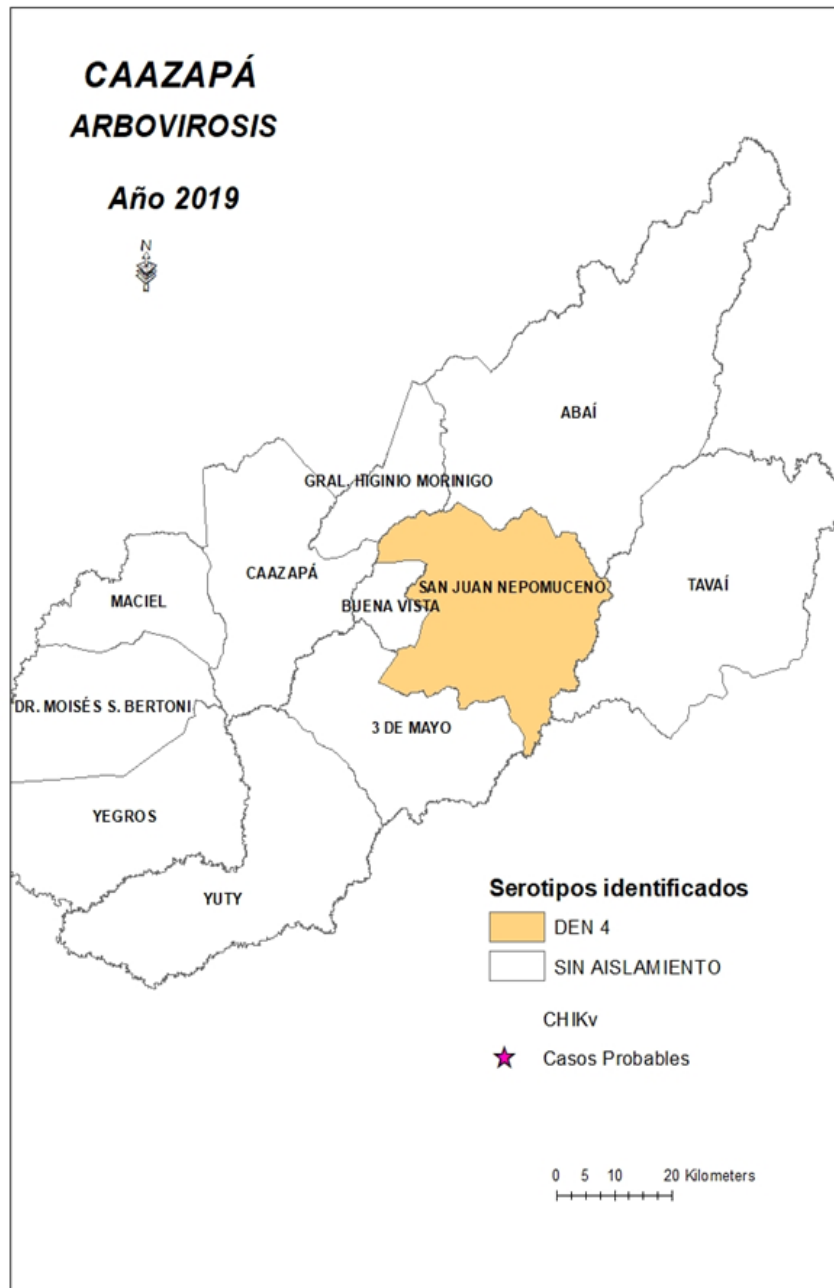 CAAZAPÁ
ARBOVIROSIS
Año 2019
N
ABAÍ
GRAL. HIGINIO MORINIGO
CAAZAPÁ
SAN JUAN NEPOMUCENO
TAVAÍ
MACIEL
BUENA VISTA
DR. MOISÉS S. BERTONI
3 DE MAYO
YEGROS
YUTY
Serotipos identificados
DEN 4
SIN AISLAMIENTO
CHIKv
Casos Probables
0 5 10 20 Kilometers